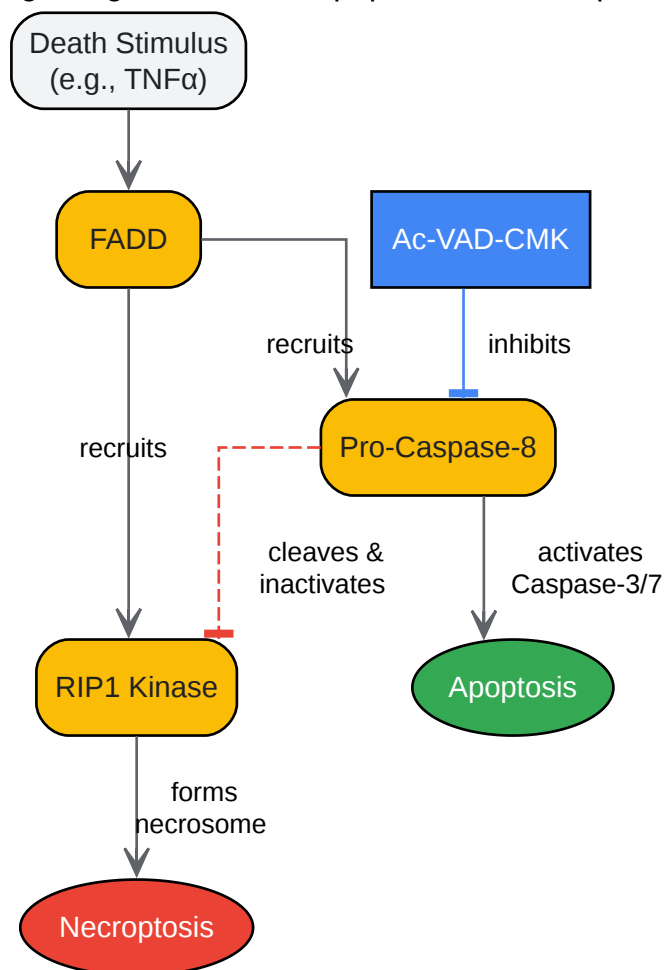 Death Stimulus
(e.g., TNFα)
FADD
Ac-VAD-CMK
recruits
inhibits
recruits
Pro-Caspase-8
cleaves &
inactivates
activates
Caspase-3/7
RIP1 Kinase
Apoptosis
forms
necrosome
Necroptosis